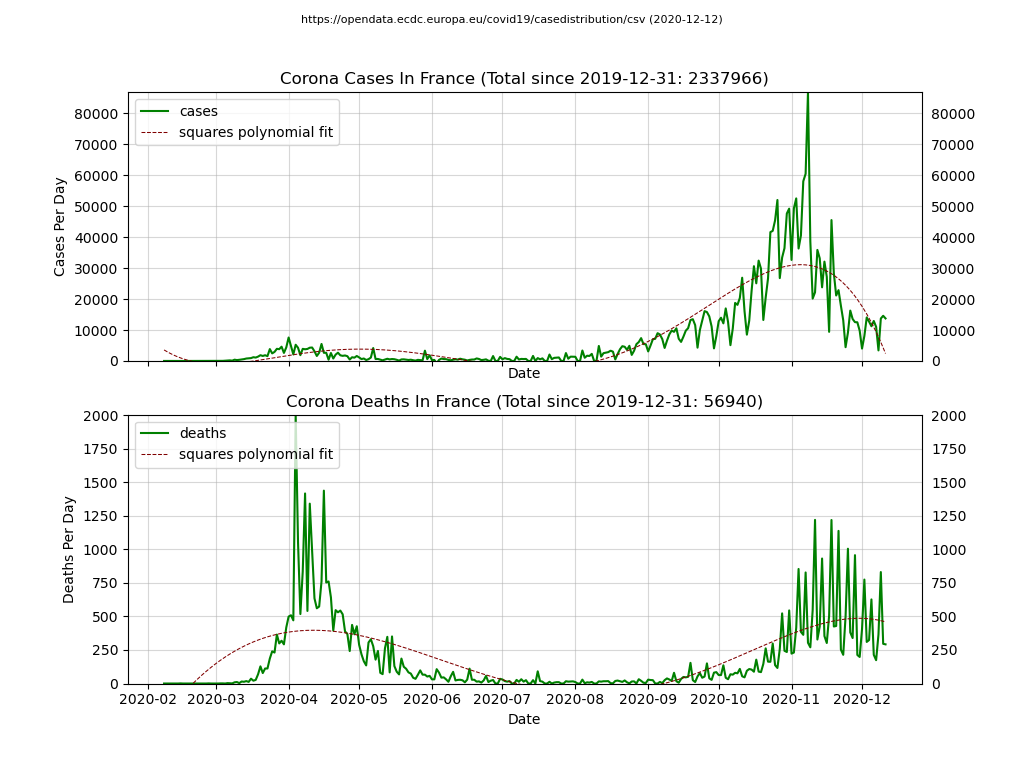 https://opendata.ecdc.europa.eu/covid19/casedistribution/csv (2020-12-12)
Corona Cases In France (Total since 2019-12-31: 2337966)
cases
squares polynomial fit
80000 80000
70000 70000
60000 60000
50000 50000
40000 40000
30000 30000
20000 20000
10000 10000
0 0
Cases Per Day
Date
Corona Deaths In France (Total since 2019-12-31: 56940)
deaths
squares polynomial fit
2000 2000
1750 1750
1500 1500
1250 1250
1000 1000
750 750
500 500
250 250
0 0
Deaths Per Day
2020-02 2020-03 2020-04 2020-05 2020-06 2020-07 2020-08 2020-09 2020-10 2020-11 2020-12
Date